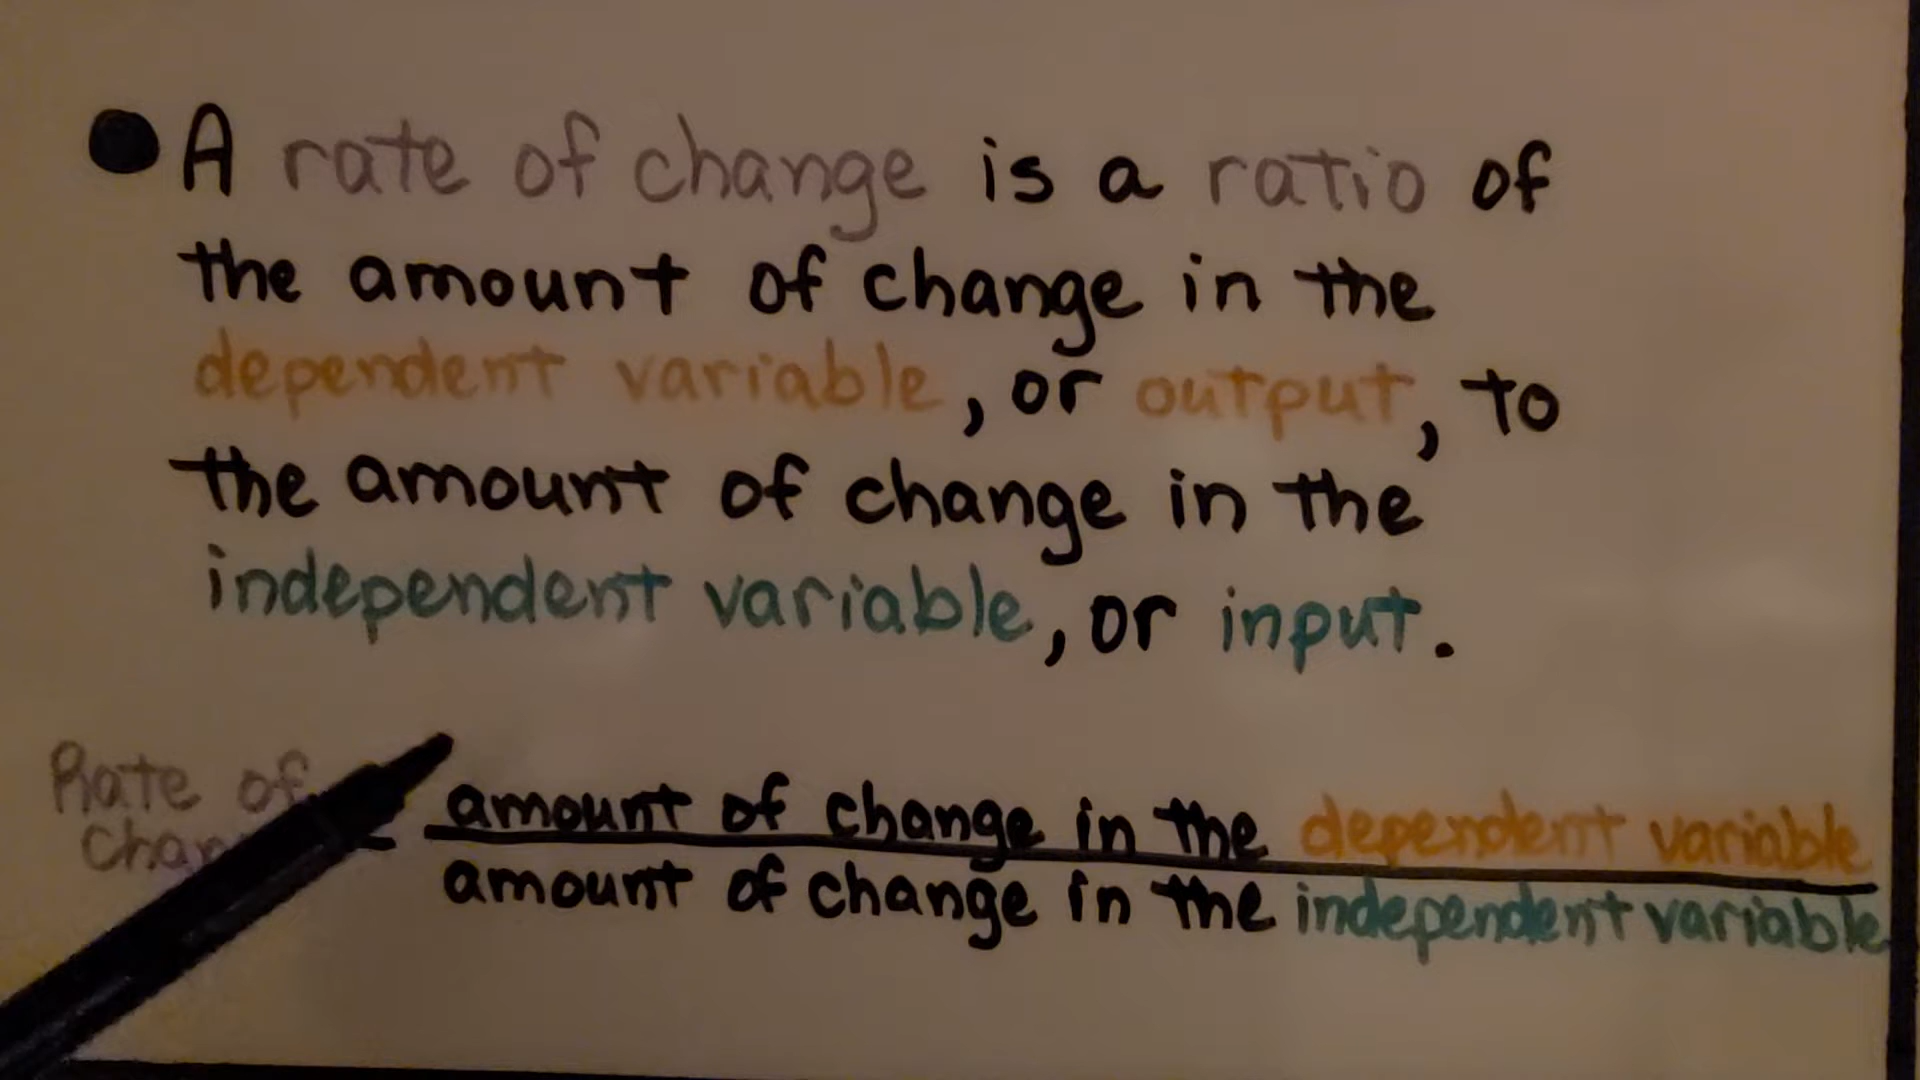 A rate of change is a ratio of
the amount of change in the
dependent variable, or output, to
the amount of change in the
independent variable, or input.
Rate of
= amount of change in the dependent variable
amount of change in the independent variable